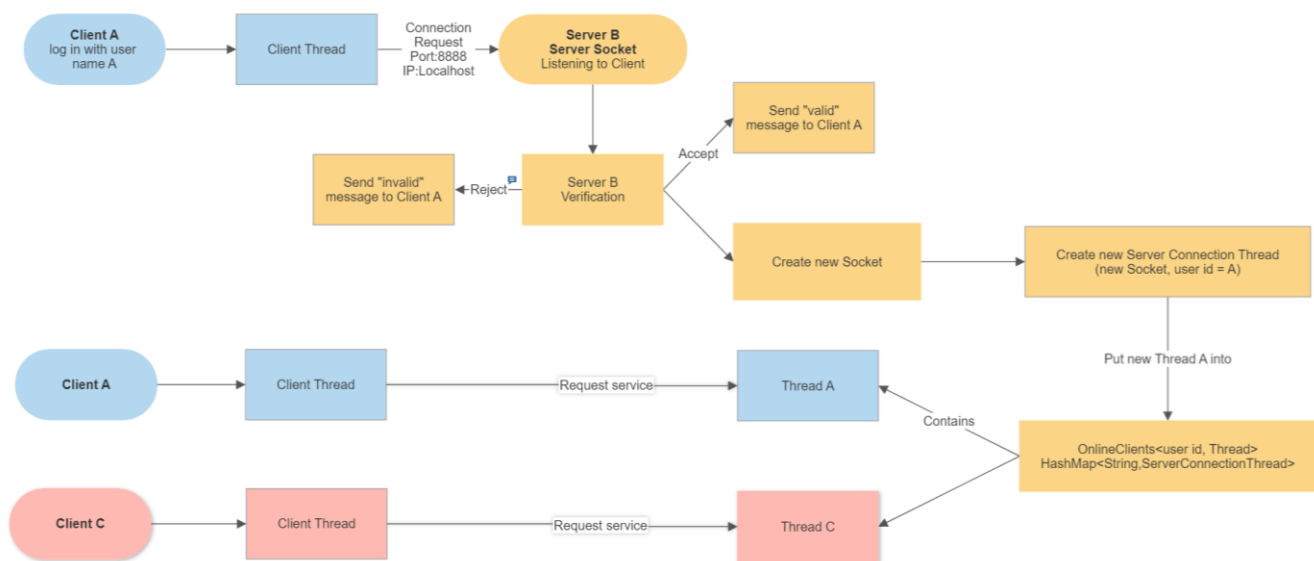 Client A
log in with user
name A
Client Thread
Connection
Request
Port:8888
IP:Localhost
Server B
Server Socket
Listening to Client
Send "valid"
message to Client A
Accept
Send "invalid"
message to Client A
Reject
Server B
Verification
Create new Socket
Create new Server Connection Thread
(new Socket, user id = A)
Put new Thread A into
Client A
Client Thread
Request service
Thread A
Contains
OnlineClients<user id, Thread>
HashMap<String,ServerConnectionThread>
Client C
Client Thread
Request service
Thread C